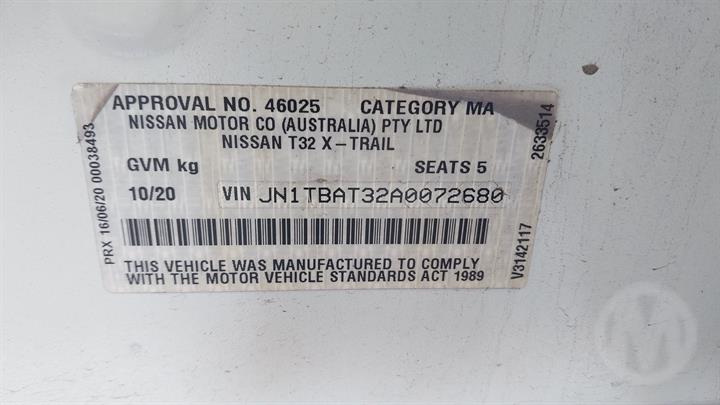 APPROVAL NO. 46025 CATEGORY MA
NISSAN MOTOR CO (AUSTRALIA) PTY LTD
NISSAN T32 X-TRAIL
GVM kg SEATS 5
10/20 VIN JN1TBAT32A0072680
THIS VEHICLE WAS MANUFACTURED TO COMPLY
WITH THE MOTOR VEHICLE STANDARDS ACT 1989
PRX 16/06/20 00038493
2633514
V3142117
M
M